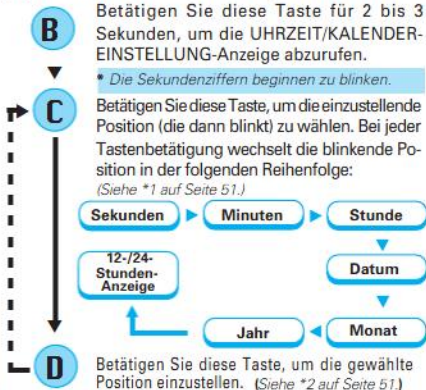 B
Betätigen Sie diese Taste für 2 bis 3
Sekunden, um die UHRZEIT/KALENDER-
EINSTELLUNG-Anzeige abzurufen.
* Die Sekundenziffern beginnen zu blinken.
C
Betätigen Sie diese Taste, um die einzustellende
Position (die dann blinkt) zu wählen. Bei jeder
Tastenbetätigung wechselt die blinkende Po-
sition in der folgenden Reihenfolge:
(Siehe *1 auf Seite 51.)
Sekunden Minuten Stunde
12-/24-
Stunden-
Anzeige
Datum
Jahr Monat
D
Betätigen Sie diese Taste, um die gewählte
Position einzustellen. (Siehe *2 auf Seite 51.)